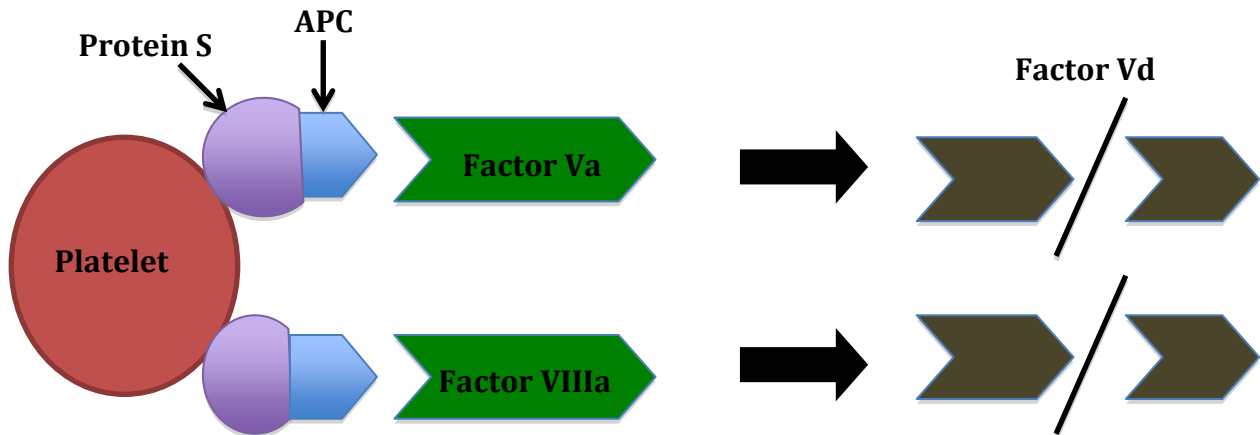 APC
Protein S
Factor Vd
Factor Va
Platelet
Factor VIIIa